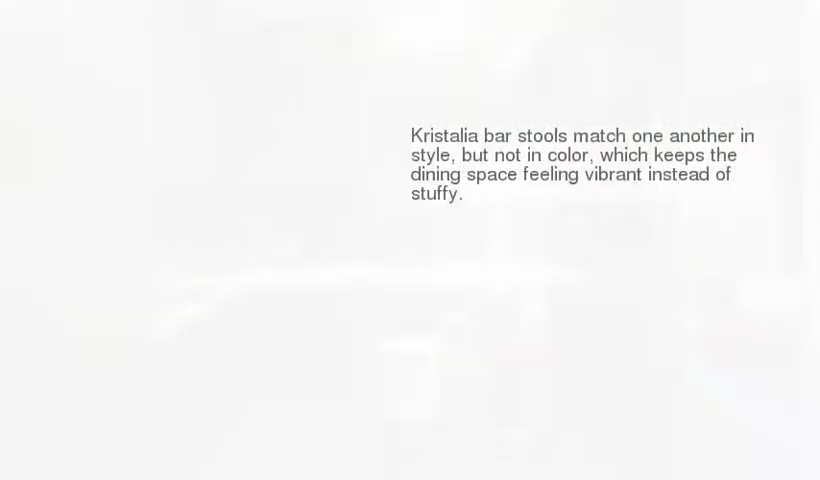 Kristalia bar stools match one another in
style, but not in color, which keeps the
dining space feeling vibrant instead of
stuffy.